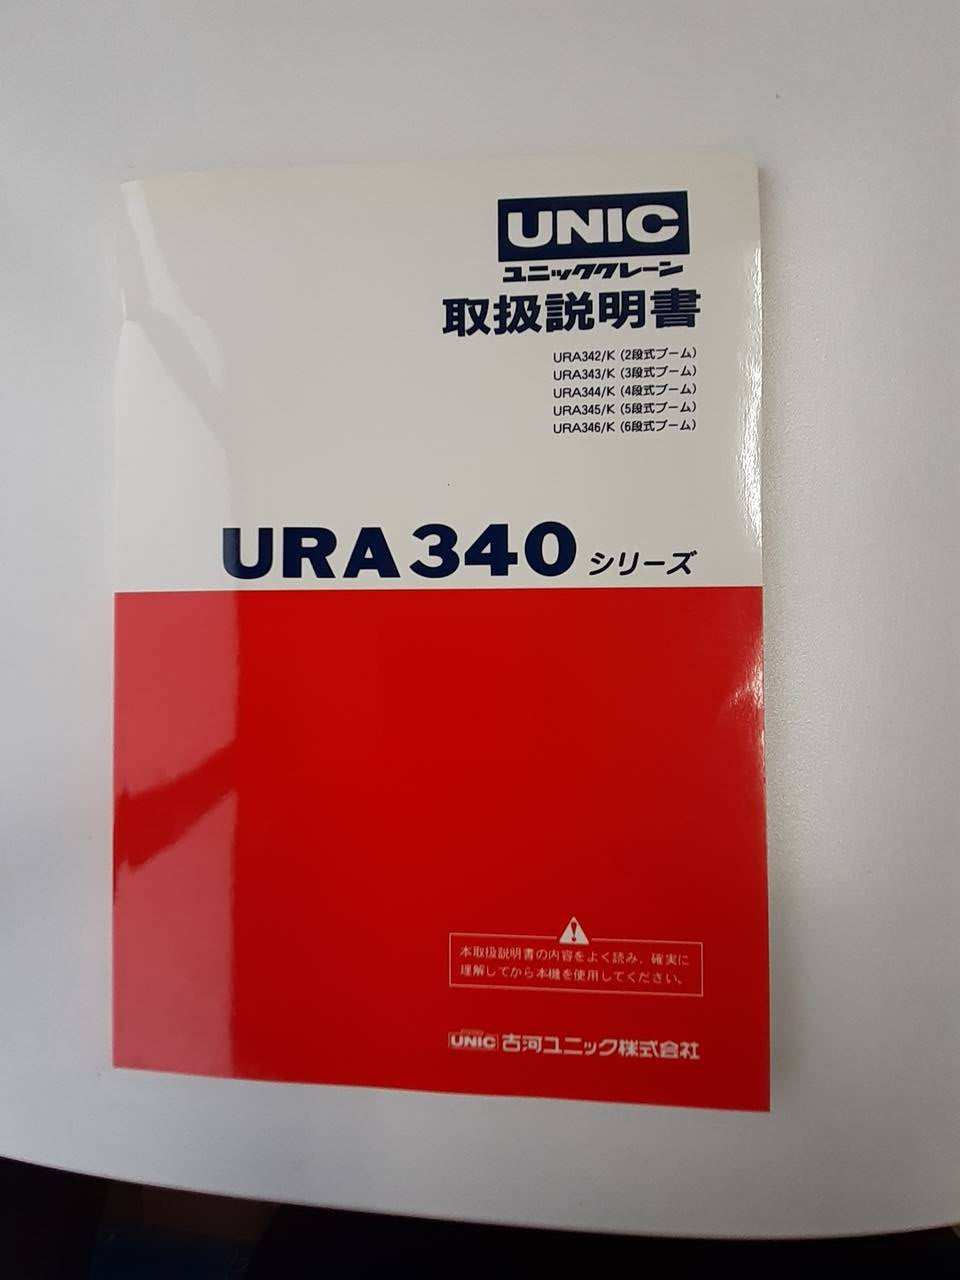 UNIC
ユニッククレーン
取扱説明書
URA342/K (2段式ブーム)
URA343/K (3段式ブーム)
URA344/K (4段式ブーム)
URA345/K (5段式ブーム)
URA346/K (6段式ブーム)
URA340 シリーズ
本取扱説明書の内容をよく読み、確実に
理解してから本機を使用してください。
UNIC 古河ユニック株式会社